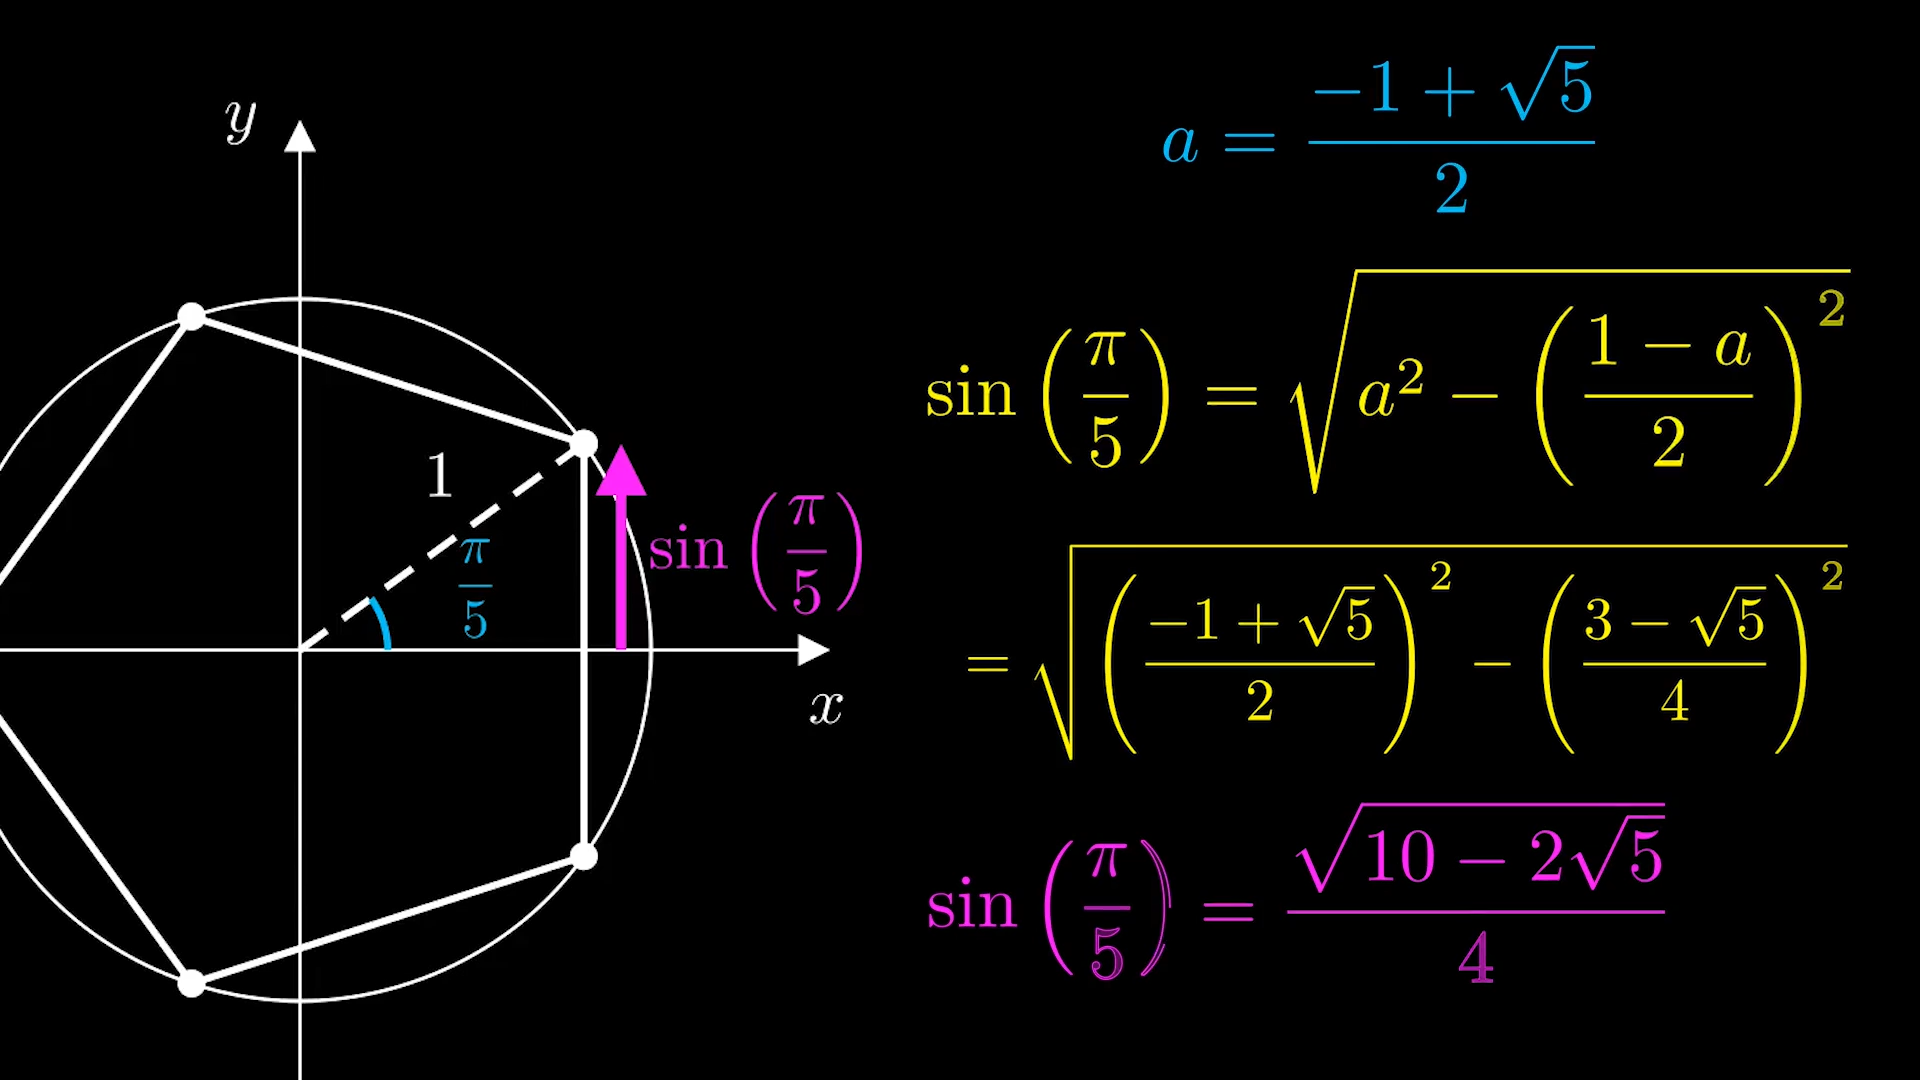 y
1
π/5
sin(π/5)
x
a = (-1 + √5)/2
sin(π/5) = √(a² − ((1 − a)/2)²)
= √(((-1 + √5)/2)² − ((3 − √5)/4)²)
sin(π/5) = √(10 − 2√5)/4